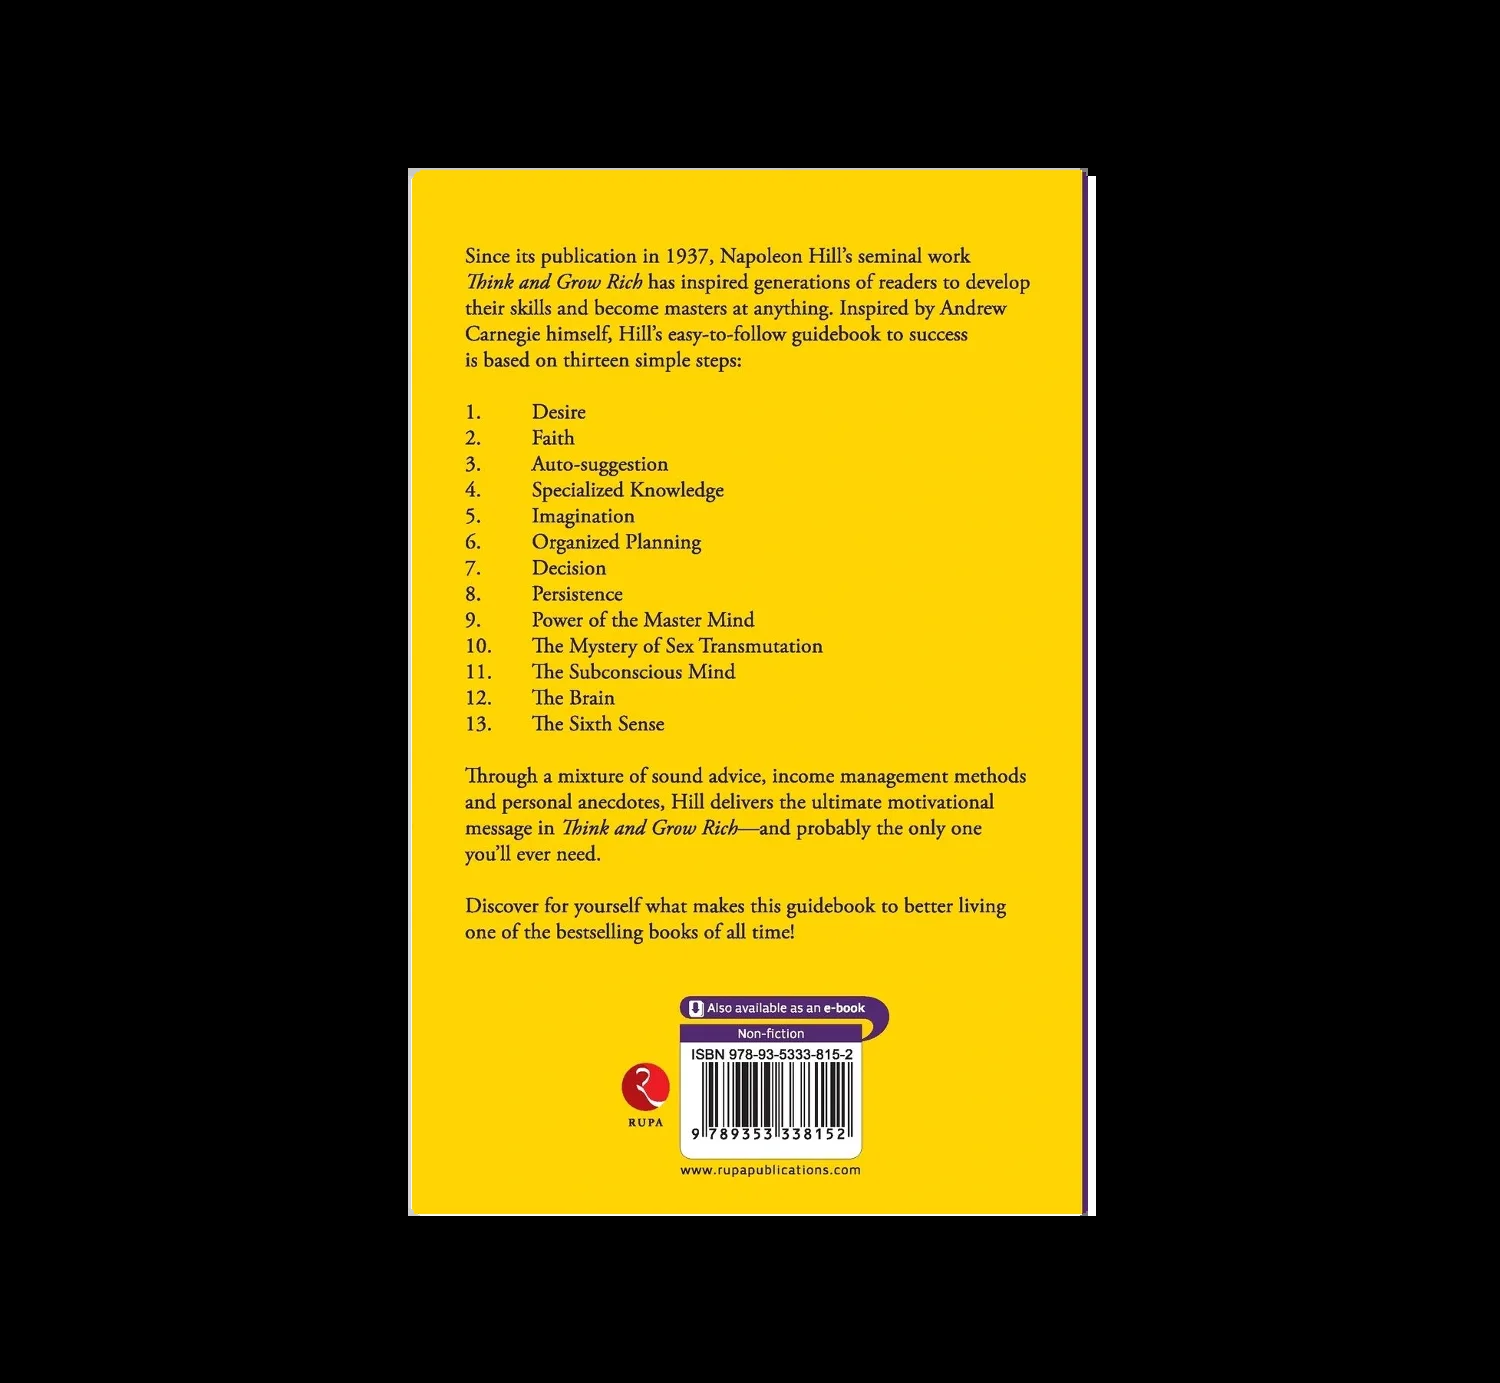 Since its publication in 1937, Napoleon Hill's seminal work
Think and Grow Rich has inspired generations of readers to develop
their skills and become masters at anything. Inspired by Andrew
Carnegie himself, Hill's easy-to-follow guidebook to success
is based on thirteen simple steps:
1. Desire
2. Faith
3. Auto-suggestion
4. Specialized Knowledge
5. Imagination
6. Organized Planning
7. Decision
8. Persistence
9. Power of the Master Mind
10. The Mystery of Sex Transmutation
11. The Subconscious Mind
12. The Brain
13. The Sixth Sense
Through a mixture of sound advice, income management methods
and personal anecdotes, Hill delivers the ultimate motivational
message in Think and Grow Rich—and probably the only one
you'll ever need.
Discover for yourself what makes this guidebook to better living
one of the bestselling books of all time!
Also available as an e-book
Non-fiction
ISBN 978-93-5333-815-2
RUPA
9 789353 338152
www.rupapublications.com